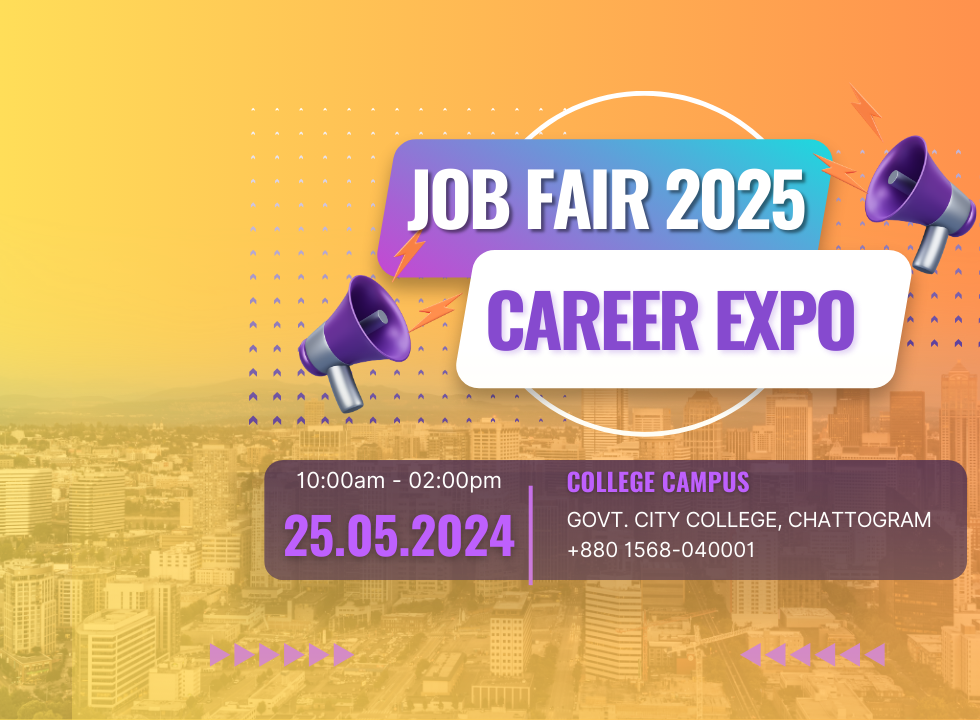 JOB FAIR 2025
CAREER EXPO
10:00am - 02:00pm
25.05.2024
COLLEGE CAMPUS
GOVT. CITY COLLEGE, CHATTOGRAM
+880 1568-040001